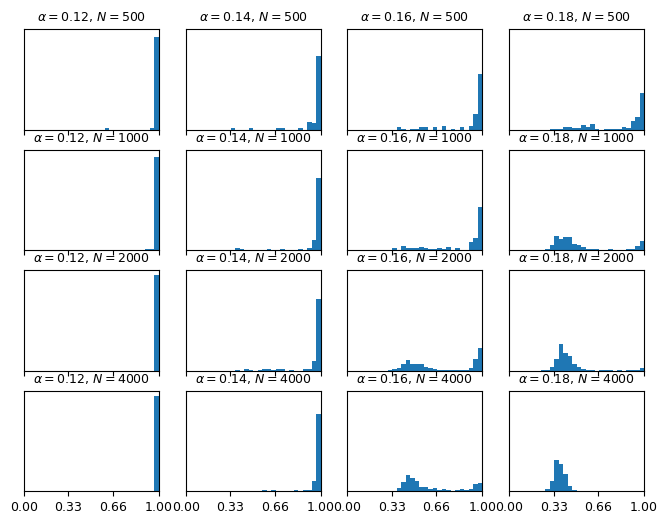 α = 0.12, N = 500 α = 0.14, N = 500 α = 0.16, N = 500 α = 0.18, N = 500
α = 0.12, N = 1000 α = 0.14, N = 1000 α = 0.16, N = 1000 α = 0.18, N = 1000
α = 0.12, N = 2000 α = 0.14, N = 2000 α = 0.16, N = 2000 α = 0.18, N = 2000
α = 0.12, N = 4000 α = 0.14, N = 4000 α = 0.16, N = 4000 α = 0.18, N = 4000
0.00 0.33 0.66 1.00 0.00 0.33 0.66 1.00 0.00 0.33 0.66 1.00 0.00 0.33 0.66 1.00